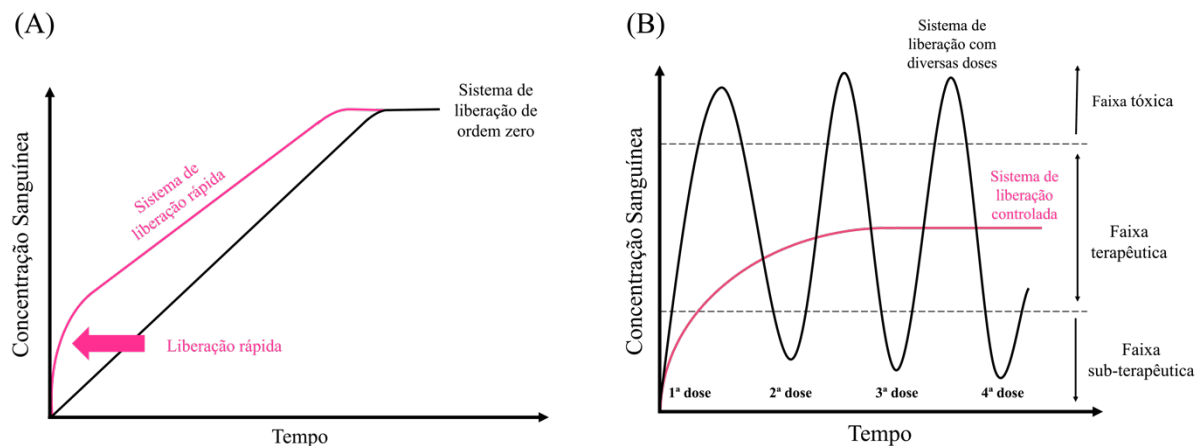 (A)
Concentração Sanguínea
Sistema de
liberação rápida
Liberação rápida
Sistema de
liberação de
ordem zero
Tempo
(B)
Concentração Sanguínea
Sistema
de
liberação com
diversas doses
Faixa tóxica
Sistema de
liberação
controlada
Faixa
terapêutica
Faixa
sub-terapêutica
1ª dose
2ª dose
3ª dose
4ª dose
Tempo